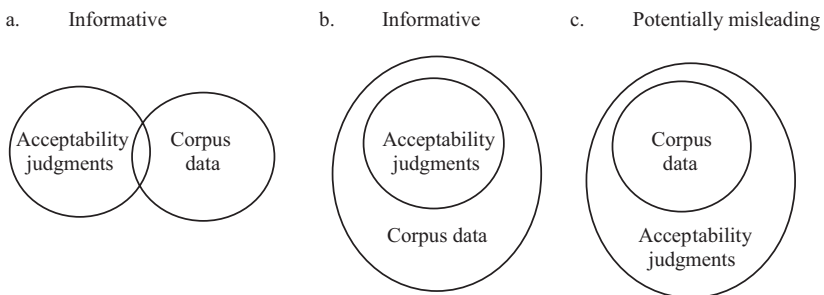 a. Informative
b. Informative
c. Potentially misleading
Acceptability
judgments
Corpus
data
Acceptability
judgments
Corpus data
Corpus
data
Acceptability
judgments